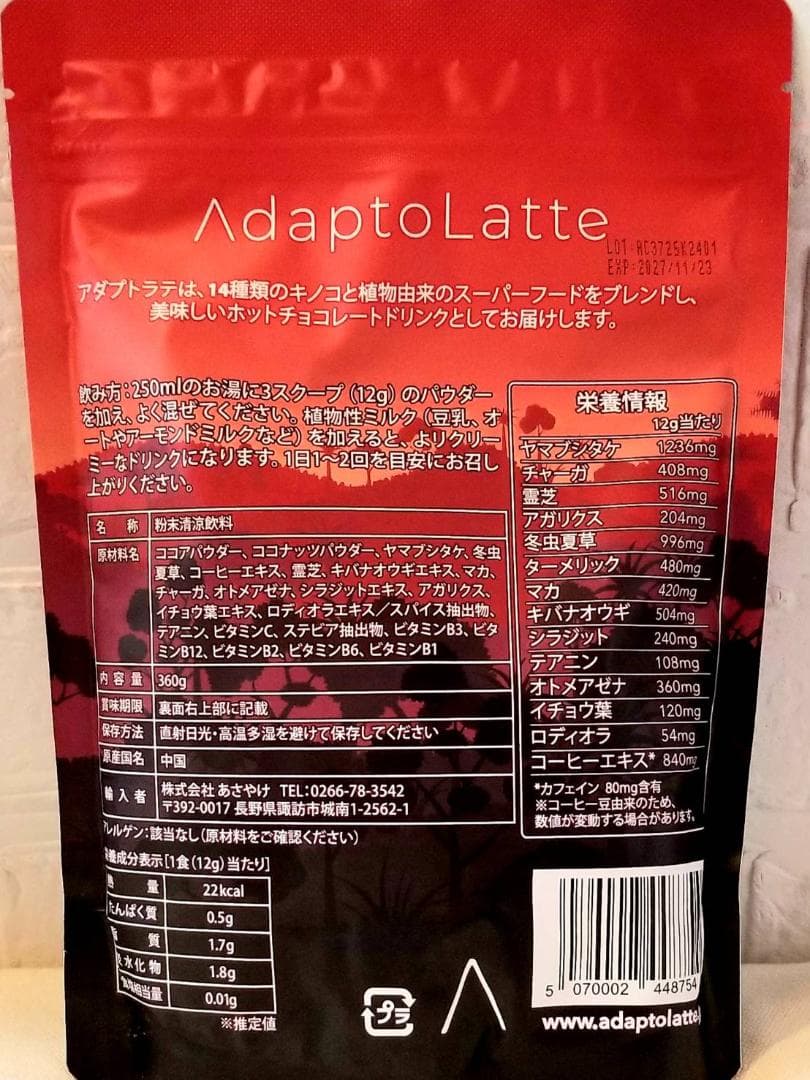 AdaptoLatte
LOT:AC3725K2401
EXP:2027/11/23
アダプトラテは、14種類のキノコと植物由来のスーパーフードをブレンドし、
美味しいホットチョコレートドリンクとしてお届けします。
飲み方:250mlのお湯に3スクープ(12g)のパウダー
を加え、よく混ぜてください。植物性ミルク(豆乳、オ
ートやアーモンドミルクなど)を加えると、よりクリー
ミーなドリンクになります。1日1〜2回を目安にお召し
上がりください。
名 称 粉末清涼飲料
原材料名 ココアパウダー、ココナッツパウダー、ヤマブシタケ、冬虫
夏草、コーヒーエキス、霊芝、キバナオウギエキス、マカ、
チャーガ、オトメアゼナ、シラジットエキス、アガリクス、
イチョウ葉エキス、ロディオラエキス/スパイス抽出物、
テアニン、ビタミンC、ステビア抽出物、ビタミンB3、ビタ
ミンB12、ビタミンB2、ビタミンB6、ビタミンB1
内容量 360g
賞味期限 裏面右上部に記載
保存方法 直射日光・高温多湿を避けて保存してください
原産国名 中国
輸入者 株式会社 あさやけ TEL:0266-78-3542
〒392-0017 長野県諏訪市城南1-2562-1
アレルゲン:該当なし(原材料をご確認ください)
栄養成分表示[1食(12g)当たり]
熱 量 22kcal
たんぱく質 0.5g
脂 質 1.7g
炭水化物 1.8g
食塩相当量 0.01g
※推定値
栄養情報
12g当たり
ヤマブシタケ 1236mg
チャーガ 408mg
霊芝 516mg
アガリクス 204mg
冬虫夏草 996mg
ターメリック 480mg
マカ 420mg
キバナオウギ 504mg
シラジット 240mg
テアニン 108mg
オトメアゼナ 360mg
イチョウ葉 120mg
ロディオラ 54mg
コーヒーエキス* 840mg
*カフェイン 80mg含有
※コーヒー豆由来のため、
数値が変動する場合があります。
プラ
5 070002 448754
www.adaptolatte